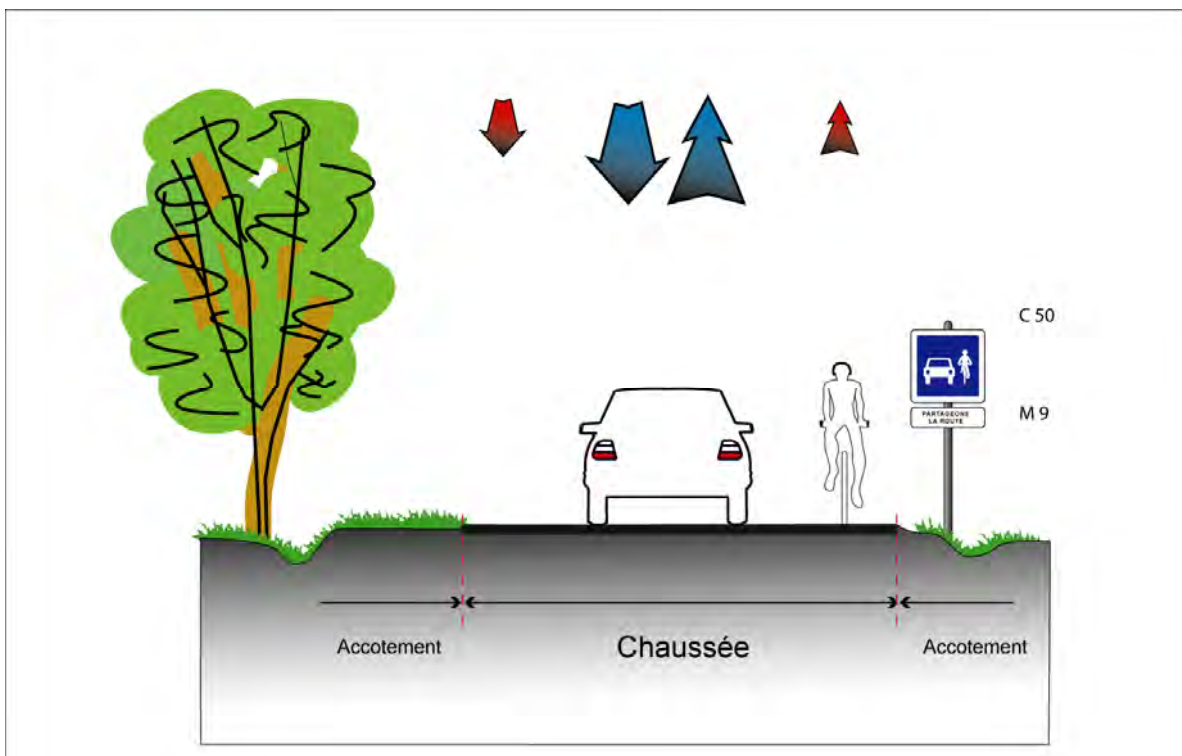 C 50
PARTAGEONS
LA ROUTE
M 9
Accotement
Chaussée
Accotement